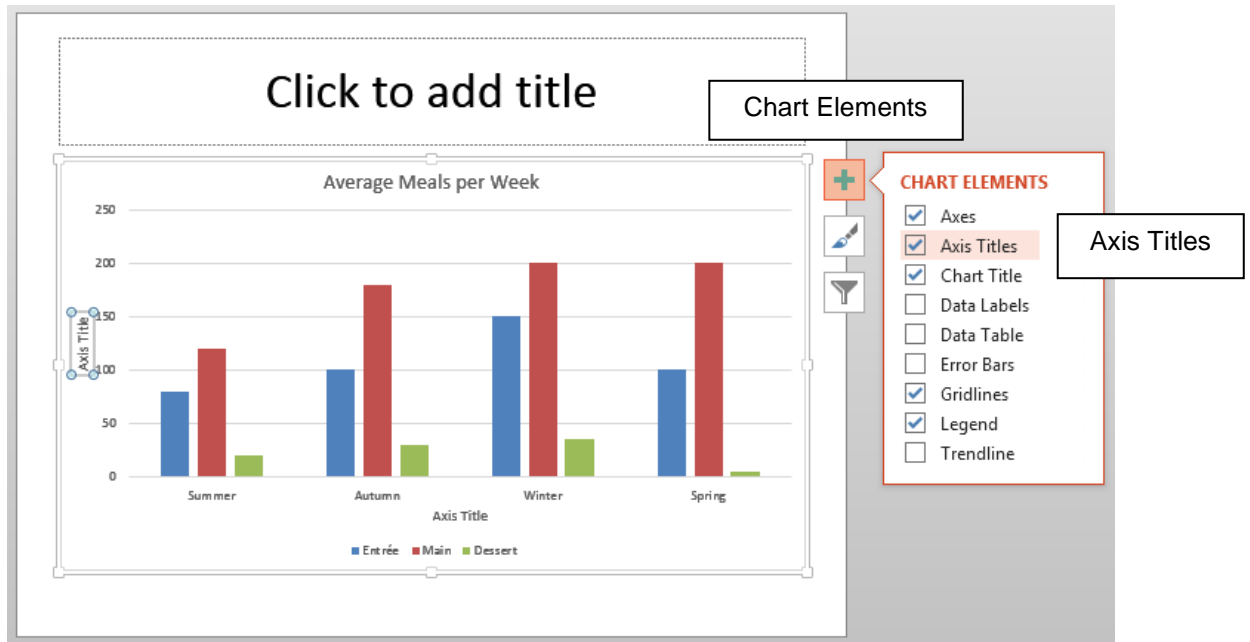 Click to add title
Chart Elements
Average Meals per Week
250
200
150
100
50
0
Axis Title
Summer Autumn Winter Spring
Axis Title
Entrée Main Dessert
CHART ELEMENTS
Axes
Axis Titles
Chart Title
Data Labels
Data Table
Error Bars
Gridlines
Legend
Trendline
Axis Titles